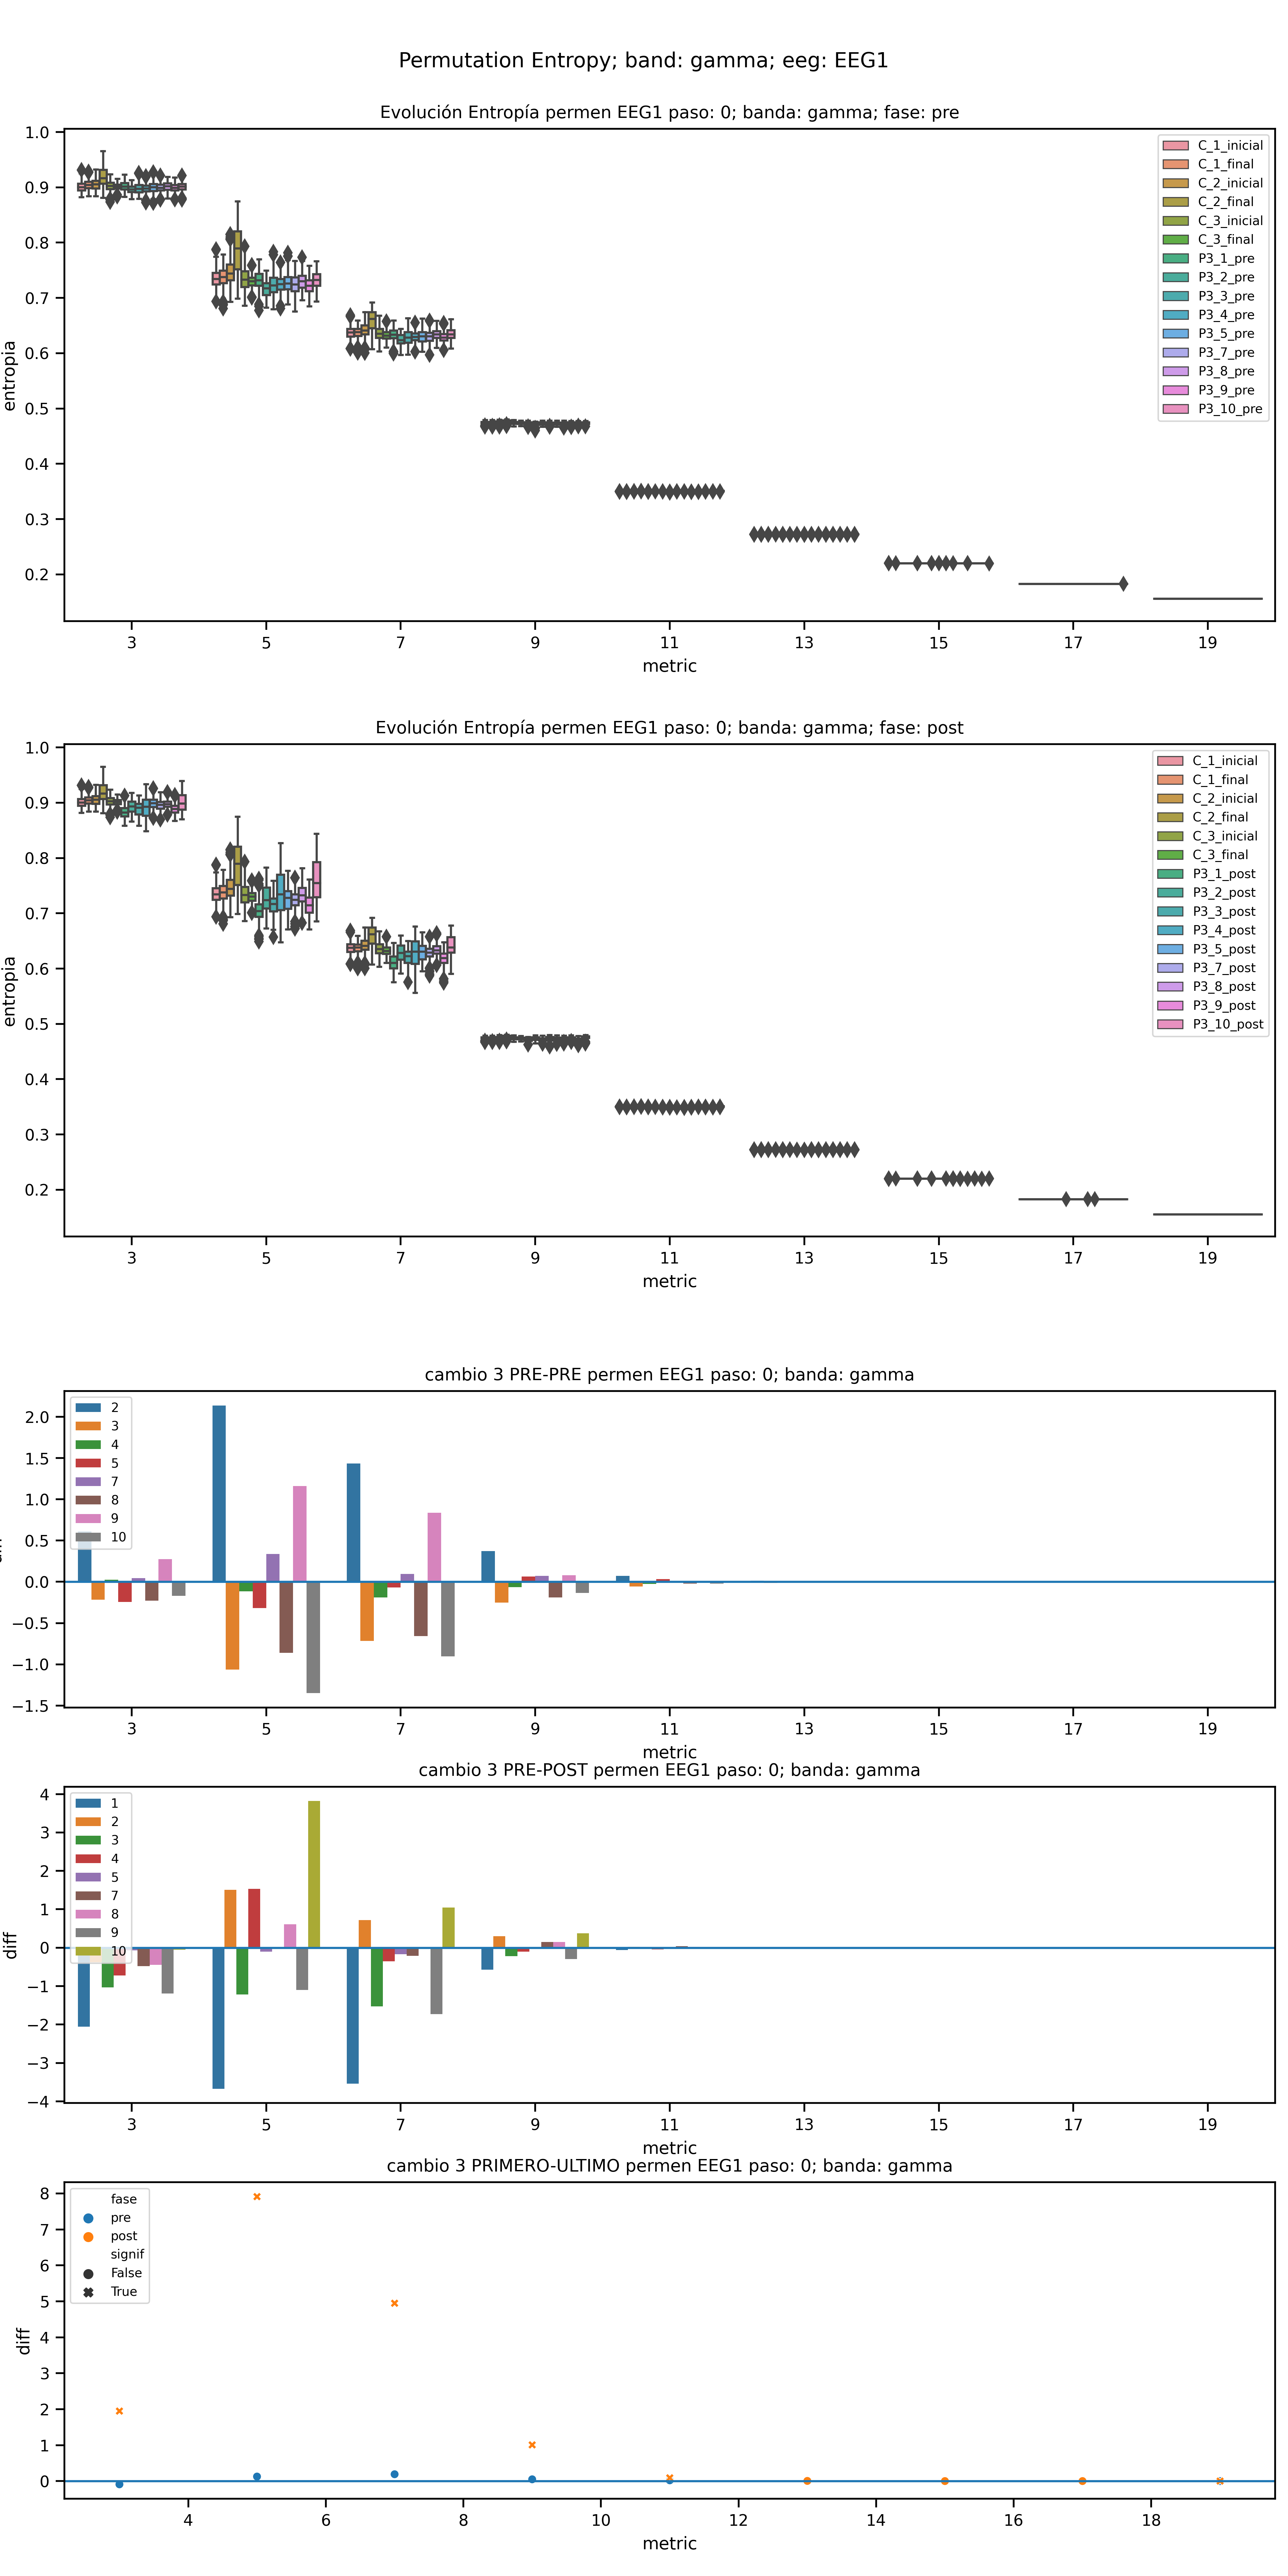 Permutation Entropy; band: gamma; eeg: EEG1
Evolución Entropía permen EEG1 paso: 0; banda: gamma; fase: pre
1.0
0.9
0.8
0.7
0.6
0.5
0.4
0.3
0.2
entropia
C_1_inicial
C_1_final
C_2_inicial
C_2_final
C_3_inicial
C_3_final
P3_1_pre
P3_2_pre
P3_3_pre
P3_4_pre
P3_5_pre
P3_7_pre
P3_8_pre
P3_9_pre
P3_10_pre
3 5 7 9 11 13 15 17 19
metric
Evolución Entropía permen EEG1 paso: 0; banda: gamma; fase: post
1.0
0.9
0.8
0.7
0.6
0.5
0.4
0.3
0.2
entropia
C_1_inicial
C_1_final
C_2_inicial
C_2_final
C_3_inicial
C_3_final
P3_1_post
P3_2_post
P3_3_post
P3_4_post
P3_5_post
P3_7_post
P3_8_post
P3_9_post
P3_10_post
3 5 7 9 11 13 15 17 19
metric
cambio 3 PRE-PRE permen EEG1 paso: 0; banda: gamma
2.0
1.5
1.0
0.5
0.0
−0.5
−1.0
−1.5
2
3
4
5
7
8
9
10
3 5 7 9 11 13 15 17 19
metric
cambio 3 PRE-POST permen EEG1 paso: 0; banda: gamma
4
3
2
1
0
−1
−2
−3
−4
diff
1
2
3
4
5
7
8
9
10
3 5 7 9 11 13 15 17 19
metric
cambio 3 PRIMERO-ULTIMO permen EEG1 paso: 0; banda: gamma
8
7
6
5
4
3
2
1
0
diff
fase
pre
post
signif
False
True
4 6 8 10 12 14 16 18
metric